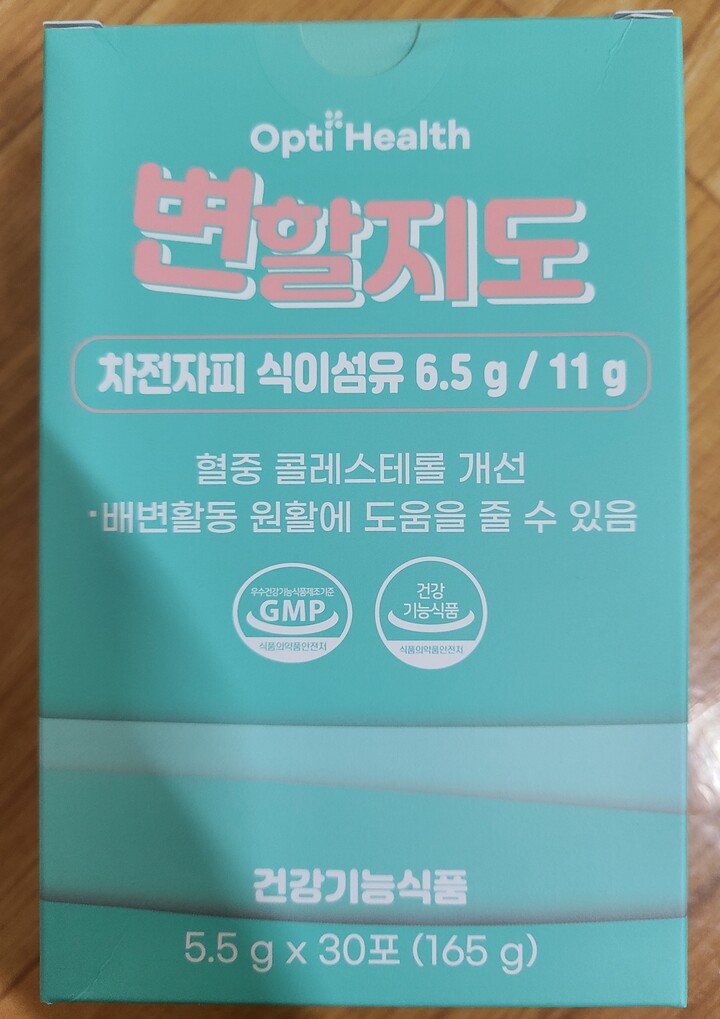 Opti Health
변할지도
차전자피 식이섬유 6.5 g / 11 g
혈중 콜레스테롤 개선
·배변활동 원활에 도움을 줄 수 있음
우수건강기능식품제조기준
GMP
식품의약품안전처
건강
기능식품
식품의약품안전처
건강기능식품
5.5 g x 30포 (165 g)